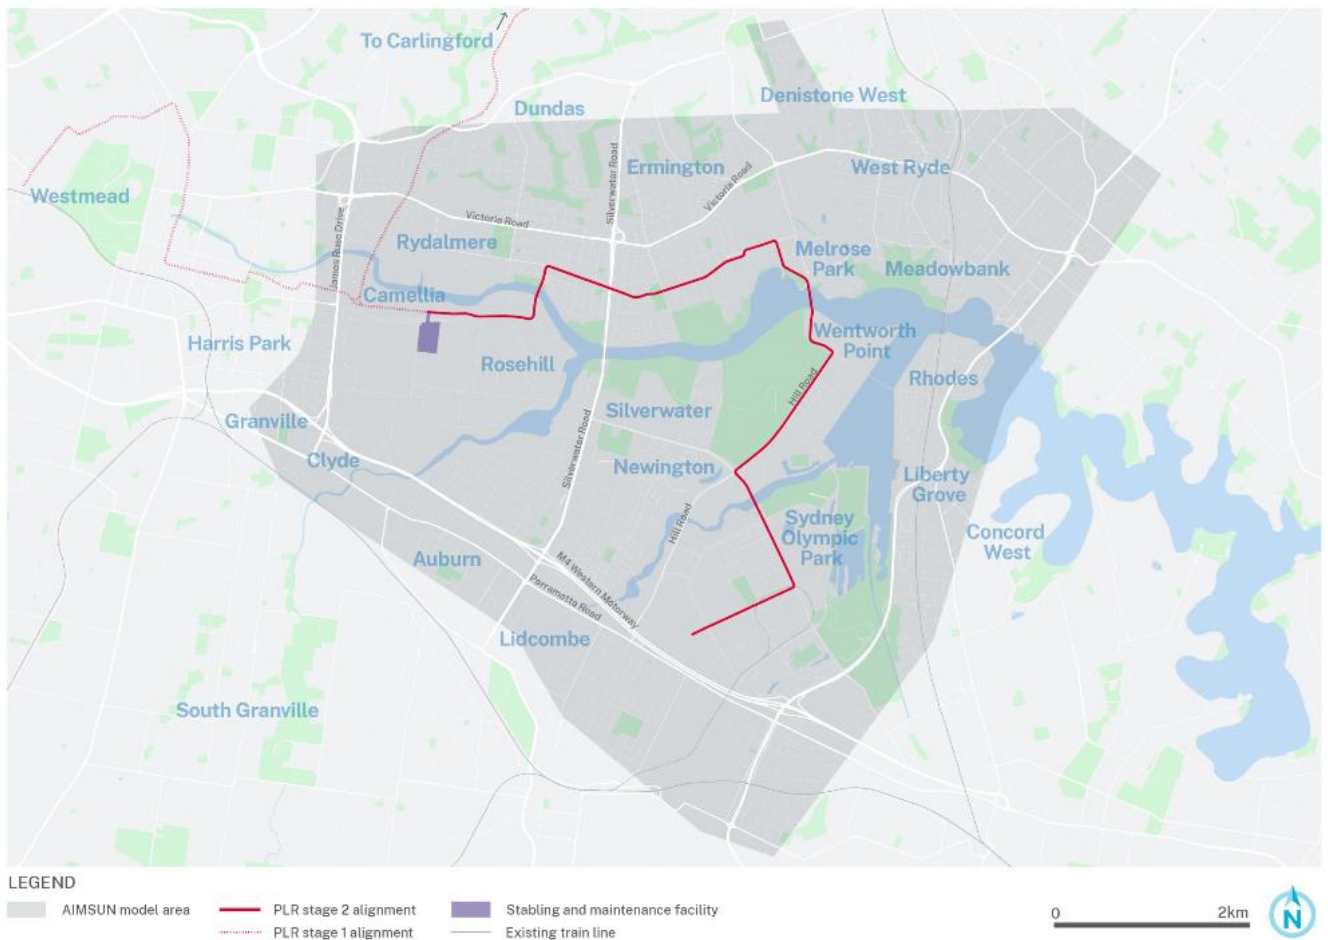 To Carlingford
Dundas
Denistone West
Ermington
West Ryde
Westmead
Silverwater Road
Victoria Road
Victoria Road
James Ruse Drive
Rydalmere
Melrose
Park
Meadowbank
Camellia
Harris Park
Rosehill
Wentworth
Point
Rhodes
Hill Road
Granville
Silverwater
Clyde
Newington
Silverwater Road
Liberty
Grove
Hill Road
Sydney
Olympic
Park
Concord
West
Auburn
M4 Western Motorway
Parramatta Road
Lidcombe
South Granville
LEGEND
AIMSUN model area
PLR stage 2 alignment
Stabling and maintenance facility
PLR stage 1 alignment
Existing train line
0 2km
N